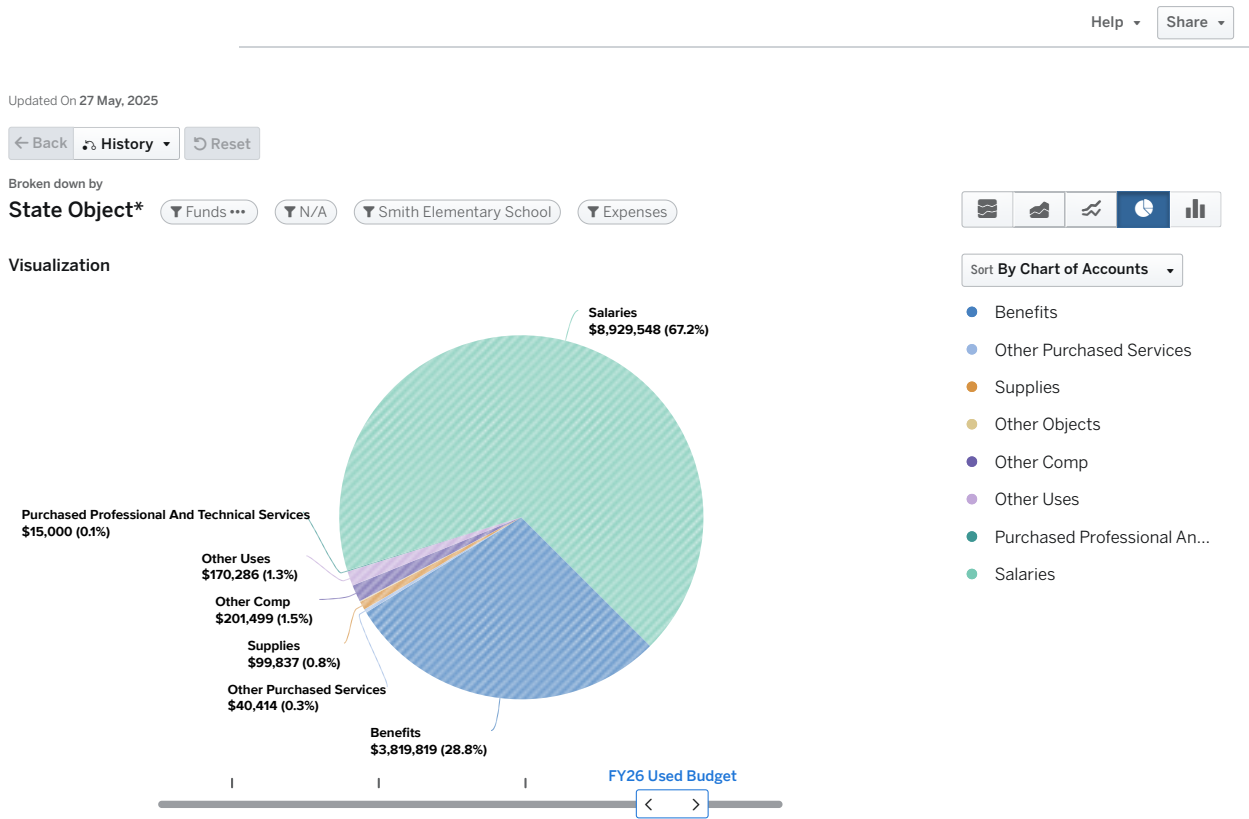 Help
Share
Updated On 27 May, 2025
Back
History
Reset
Broken down by
State Object*
Funds •••
N/A
Smith Elementary School
Expenses
Visualization
Sort By Chart of Accounts
Benefits
Other Purchased Services
Supplies
Other Objects
Other Comp
Other Uses
Purchased Professional An...
Salaries
Salaries
$8,929,548 (67.2%)
Purchased Professional And Technical Services
$15,000 (0.1%)
Other Uses
$170,286 (1.3%)
Other Comp
$201,499 (1.5%)
Supplies
$99,837 (0.8%)
Other Purchased Services
$40,414 (0.3%)
Benefits
$3,819,819 (28.8%)
FY26 Used Budget